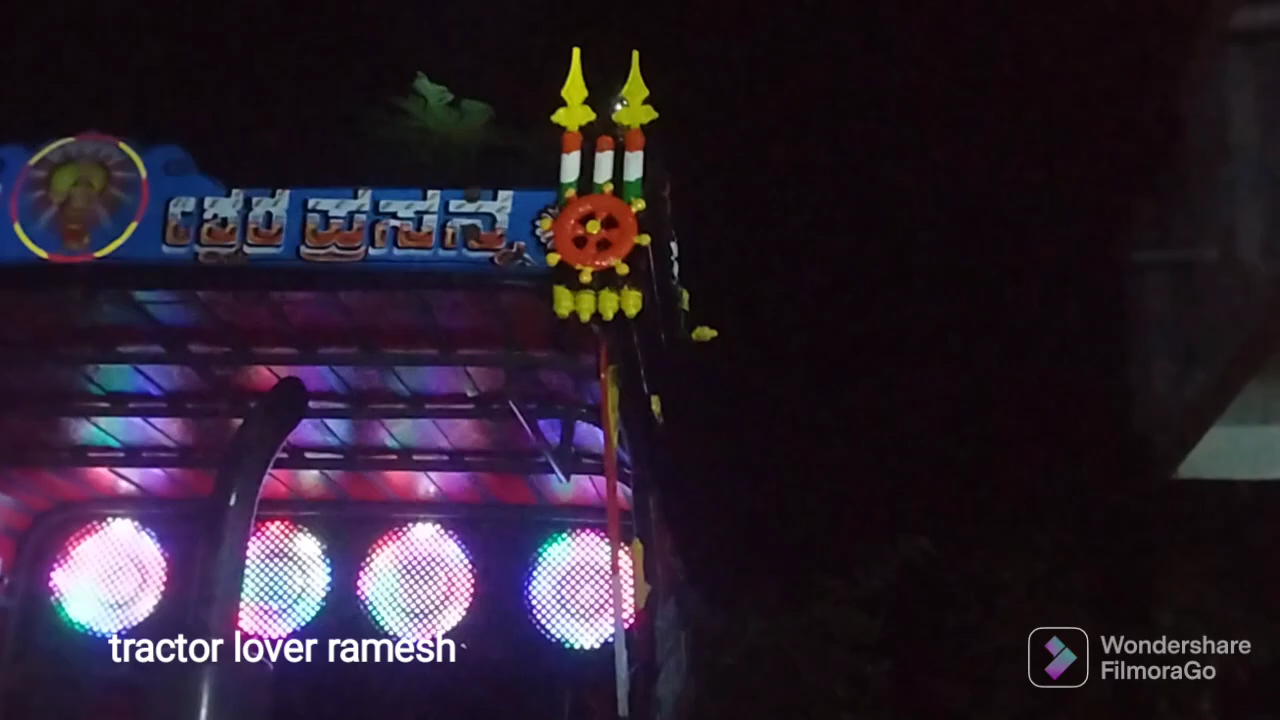 ಪ್ರಸನ್ನ
tractor lover ramesh
Wondershare
FilmoraGo